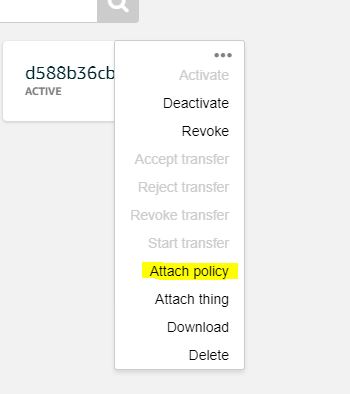 d588b36cb
ACTIVE
Activate
Deactivate
Revoke
Accept transfer
Reject transfer
Revoke transfer
Start transfer
Attach policy
Attach thing
Download
Delete